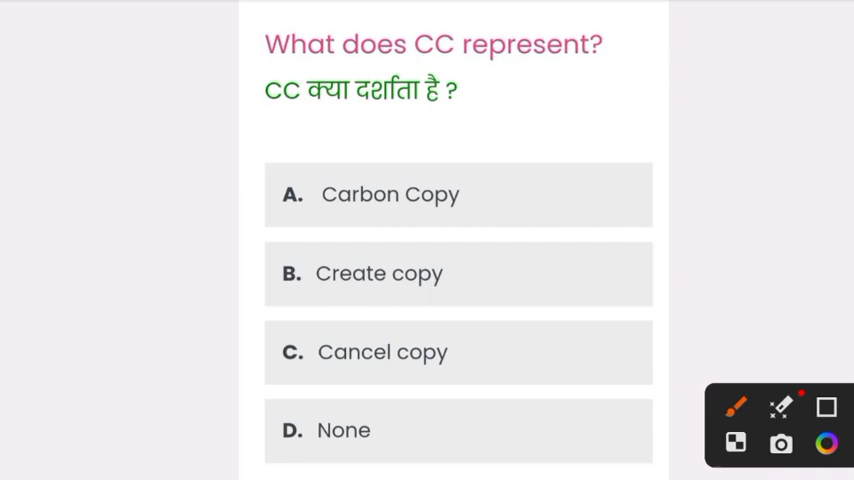 What does CC represent?
CC क्या दर्शाता है ?
A. Carbon Copy
B. Create copy
C. Cancel copy
D. None